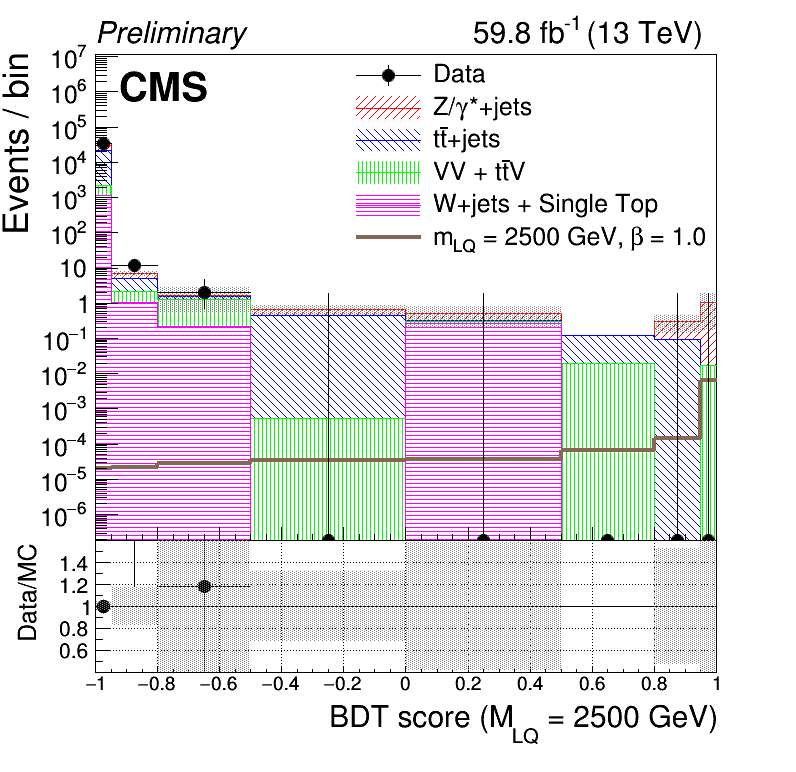 Preliminary 59.8 fb⁻¹ (13 TeV)
CMS
Events / bin
10⁷
10⁶
10⁵
10⁴
10³
10²
10
1
10⁻¹
10⁻²
10⁻³
10⁻⁴
10⁻⁵
10⁻⁶
Data
Z/γ*+jets
tt̄+jets
VV + tt̄V
W+jets + Single Top
m_LQ = 2500 GeV, β = 1.0
Data/MC
1.4
1.2
1
0.8
0.6
−1 −0.8 −0.6 −0.4 −0.2 0 0.2 0.4 0.6 0.8 1
BDT score (M_LQ = 2500 GeV)